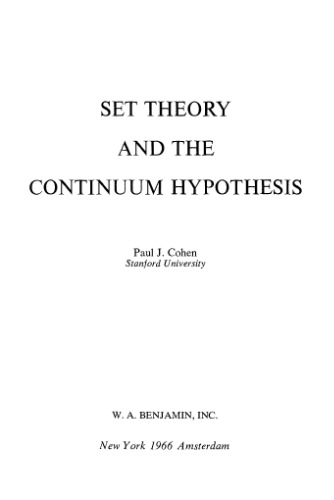 SET THEORY
AND THE
CONTINUUM HYPOTHESIS
Paul J. Cohen
Stanford University
W. A. BENJAMIN, INC.
New York 1966 Amsterdam